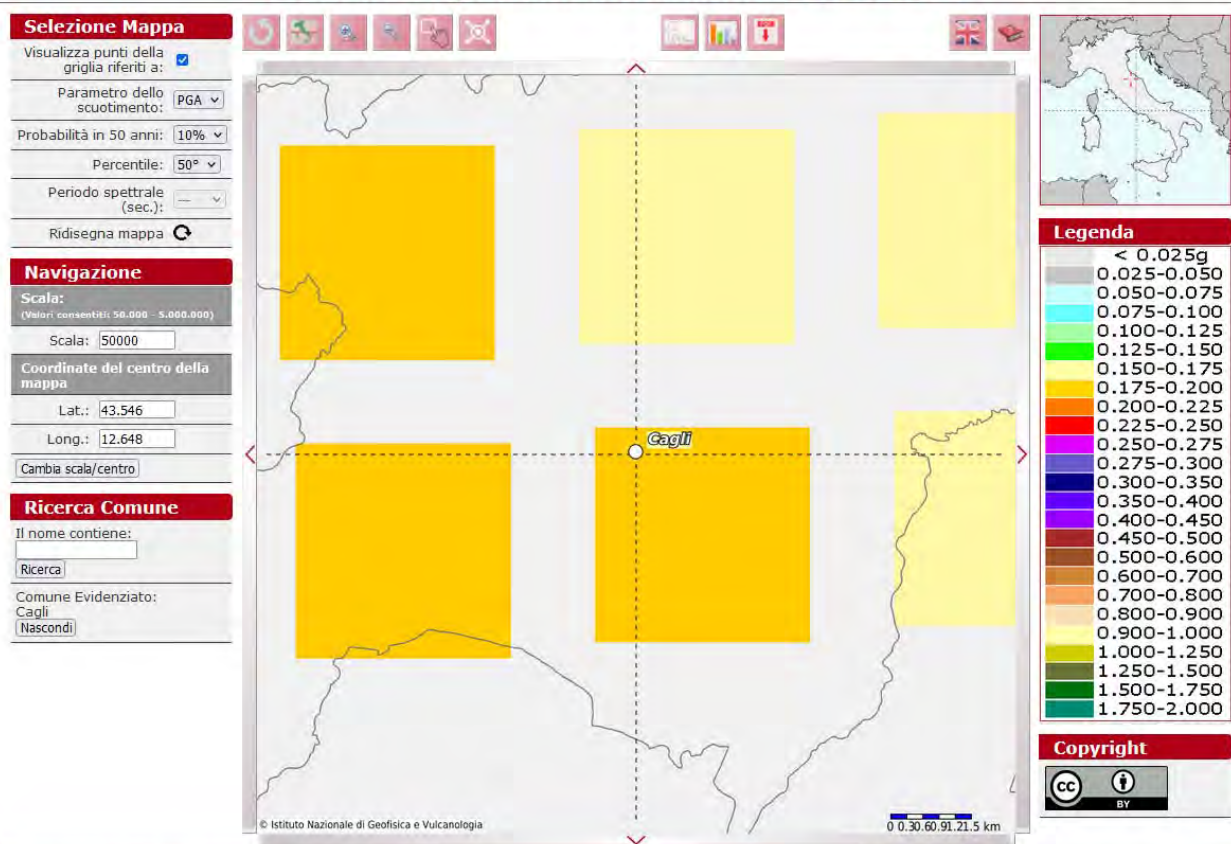 Selezione Mappa
Visualizza punti della
griglia riferiti a:
Parametro dello
scuotimento:
PGA
Probabilità in 50 anni:
10%
Percentile:
50°
Periodo spettrale
(sec.):
---
Ridisegna mappa
Navigazione
Scala:
(Valori consentiti: 50.000 - 5.000.000)
Scala: 50000
Coordinate del centro della
mappa
Lat.: 43.546
Long.: 12.648
Cambia scala/centro
Ricerca Comune
Il nome contiene:
Ricerca
Comune Evidenziato:
Cagli
Nascondi
Cagli
© Istituto Nazionale di Geofisica e Vulcanologia
0 0.30.60.91.21.5 km
Legenda
< 0.025g
0.025-0.050
0.050-0.075
0.075-0.100
0.100-0.125
0.125-0.150
0.150-0.175
0.175-0.200
0.200-0.225
0.225-0.250
0.250-0.275
0.275-0.300
0.300-0.350
0.350-0.400
0.400-0.450
0.450-0.500
0.500-0.600
0.600-0.700
0.700-0.800
0.800-0.900
0.900-1.000
1.000-1.250
1.250-1.500
1.500-1.750
1.750-2.000
Copyright
cc
BY